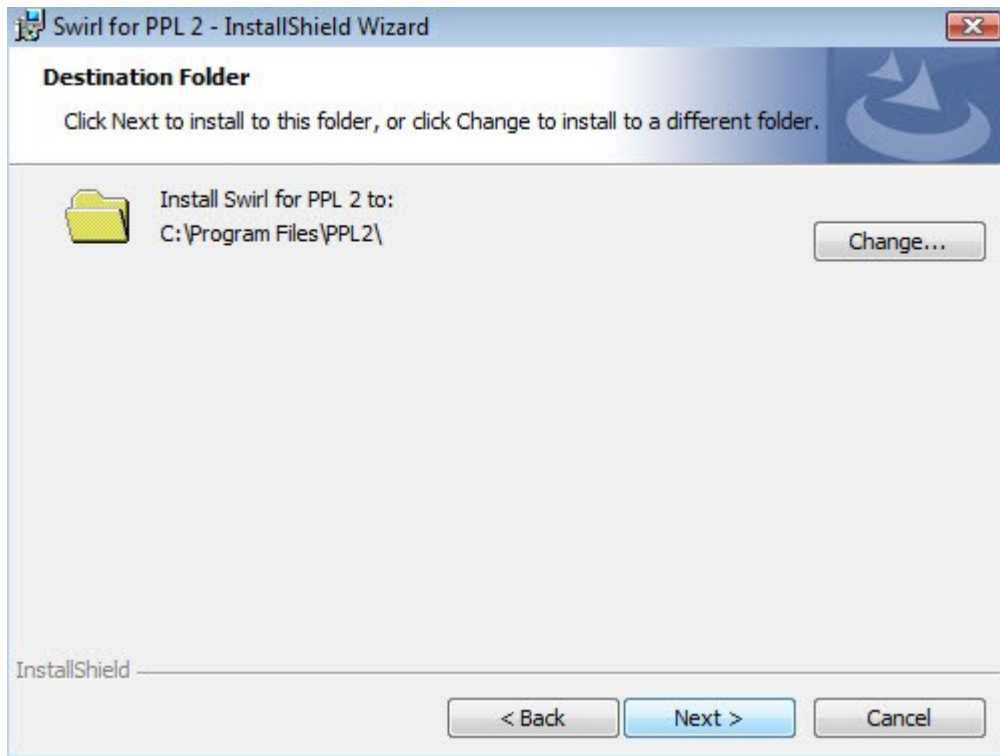 Swirl for PPL 2 - InstallShield Wizard
Destination Folder
Click Next to install to this folder, or click Change to install to a different folder.
Install Swirl for PPL 2 to:
C:\Program Files\PPL2\
Change...
InstallShield
< Back
Next >
Cancel